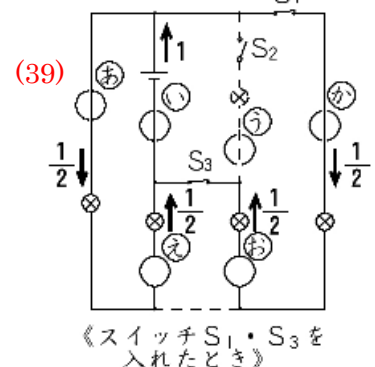 S₂
(39)
あ
1
い
う
か
1/2
S₃
1/2
1/2
1/2
え
お
《スイッチS₁・S₃を
入れたとき》